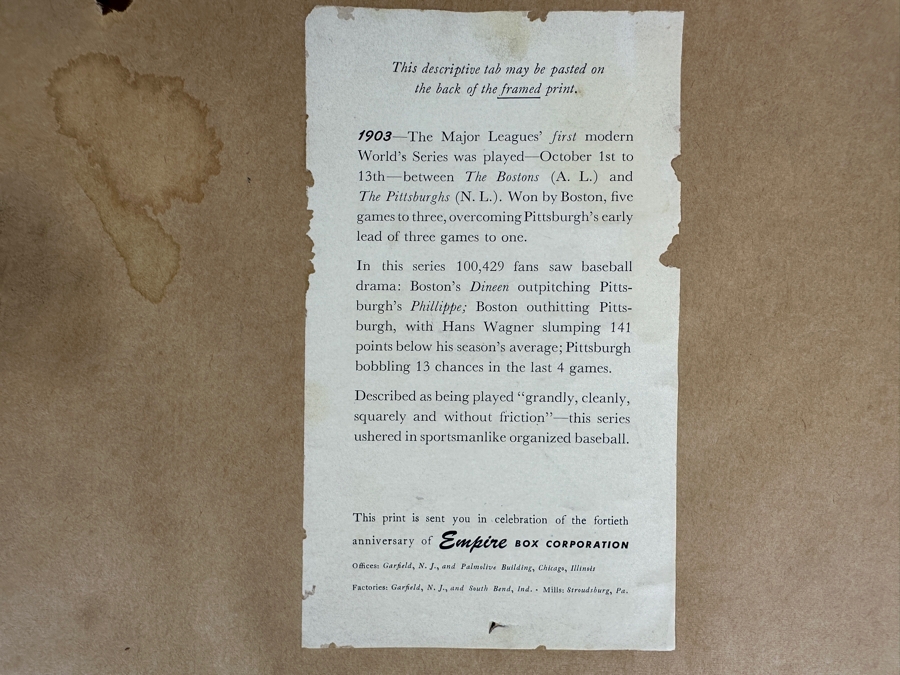 This descriptive tab may be pasted on
the back of the framed print.
1903—The Major Leagues' first modern
World's Series was played—October 1st to
13th—between The Bostons (A. L.) and
The Pittsburghs (N. L.). Won by Boston, five
games to three, overcoming Pittsburgh's early
lead of three games to one.
In this series 100,429 fans saw baseball
drama: Boston's Dineen outpitching Pitts-
burgh's Phillippe; Boston outhitting Pitts-
burgh, with Hans Wagner slumping 141
points below his season's average; Pittsburgh
bobbling 13 chances in the last 4 games.
Described as being played "grandly, cleanly,
squarely and without friction"—this series
ushered in sportsmanlike organized baseball.
This print is sent you in celebration of the fortieth
anniversary of Empire BOX CORPORATION
Offices: Garfield, N. J., and Palmolive Building, Chicago, Illinois
Factories: Garfield, N. J., and South Bend, Ind. · Mills: Stroudsburg, Pa.